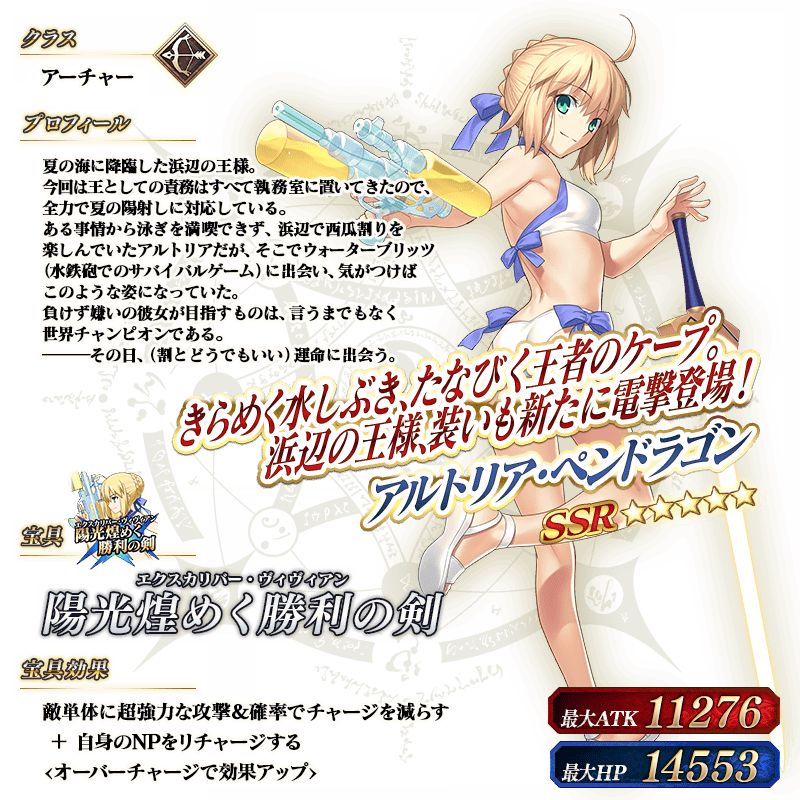 クラス
アーチャー
プロフィール
夏の海に降臨した浜辺の王様。
今回は王としての責務はすべて執務室に置いてきたので、
全力で夏の陽射しに対応している。
ある事情から泳ぎを満喫できず、浜辺で西瓜割りを
楽しんでいたアルトリアだが、そこでウォーターブリッツ
(水鉄砲でのサバイバルゲーム)に出会い、気がつけば
このような姿になっていた。
負けず嫌いの彼女が目指すものは、言うまでもなく
世界チャンピオンである。
―――その日、(割とどうでもいい)運命に出会う。
きらめく水しぶき、たなびく王者のケープ。
浜辺の王様、装いも新たに電撃登場!
アルトリア・ペンドラゴン
SSR★★★★★
宝具
エクスカリバー・ヴィヴィアン
陽光煌めく
勝利の剣
エクスカリバー・ヴィヴィアン
陽光煌めく勝利の剣
宝具効果
敵単体に超強力な攻撃&確率でチャージを減らす
+ 自身のNPをリチャージする
<オーバーチャージで効果アップ>
最大ATK 11276
最大HP 14553